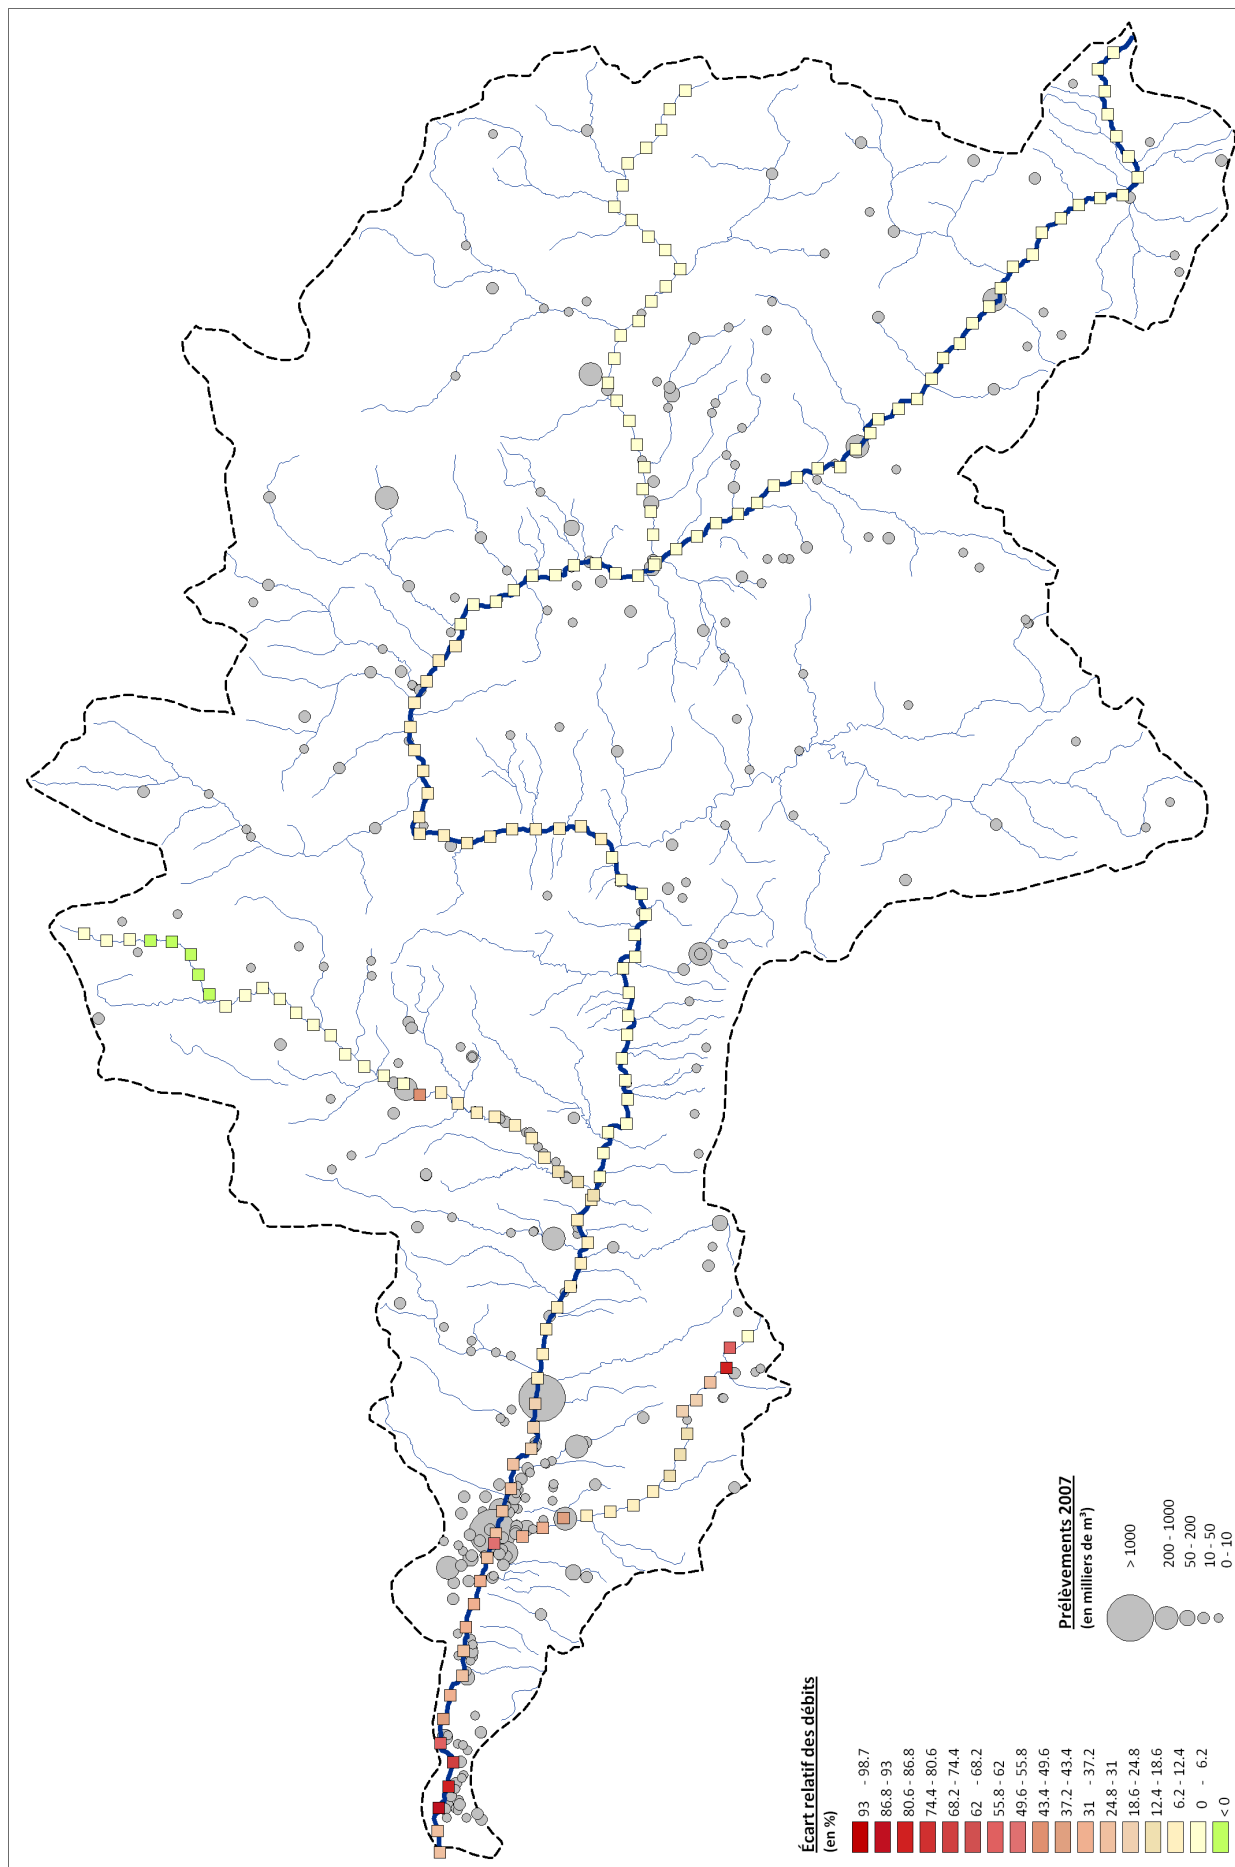 Écart relatif des débits
(en %)
93 - 98.7
86.8 - 93
80.6 - 86.8
74.4 - 80.6
68.2 - 74.4
62 - 68.2
55.8 - 62
49.6 - 55.8
43.4 - 49.6
37.2 - 43.4
31 - 37.2
24.8 - 31
18.6 - 24.8
12.4 - 18.6
6.2 - 12.4
0 - 6.2
< 0
Prélèvements 2007
(en milliers de m³)
> 1000
200 - 1000
50 - 200
10 - 50
0 - 10